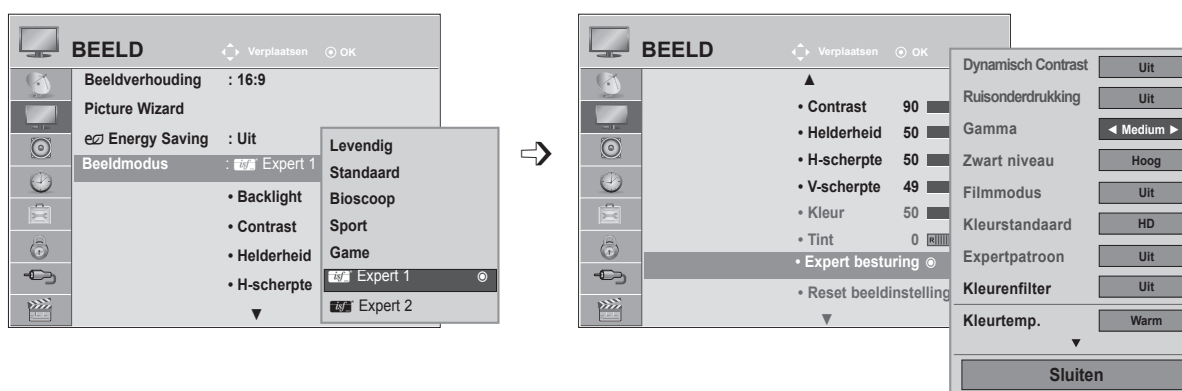 BEELD
Verplaatsen OK
Beeldverhouding : 16:9
Picture Wizard
Energy Saving : Uit
Beeldmodus : isf Expert 1
• Backlight
• Contrast
• Helderheid
• H-scherpte
▼
Levendig
Standaard
Bioscoop
Sport
Game
isf Expert 1
isf Expert 2
BEELD
Verplaatsen OK
▲
• Contrast 90
• Helderheid 50
• H-scherpte 50
• V-scherpte 49
• Kleur 50
• Tint 0 R
• Expert besturing
• Reset beeldinstelling
▼
Dynamisch Contrast Uit
Ruisonderdrukking Uit
Gamma ◀ Medium ▶
Zwart niveau Hoog
Filmmodus Uit
Kleurstandaard HD
Expertpatroon Uit
Kleurenfilter Uit
Kleurtemp. Warm
▼
Sluiten